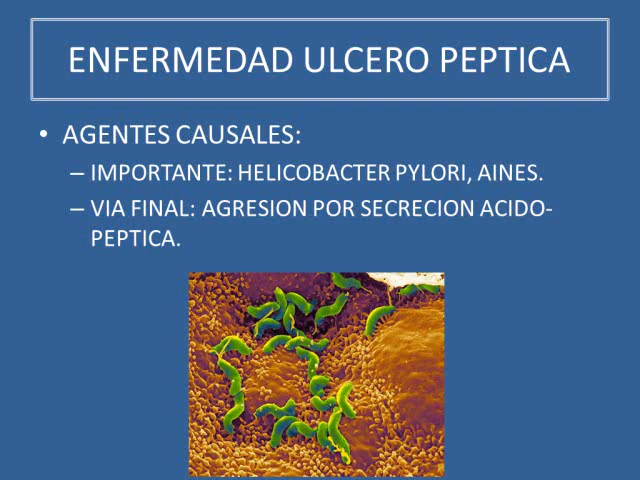 ENFERMEDAD ULCERO PEPTICA
• AGENTES CAUSALES:
– IMPORTANTE: HELICOBACTER PYLORI, AINES.
– VIA FINAL: AGRESION POR SECRECION ACIDO-
PEPTICA.